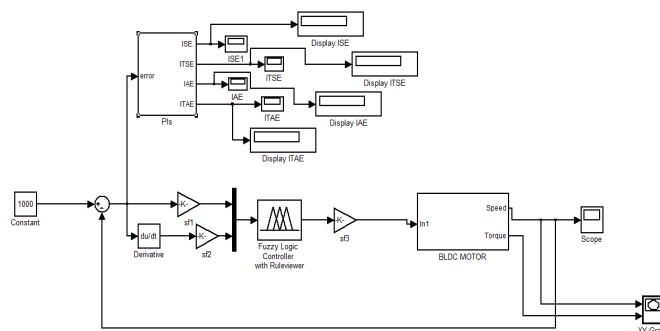 ISE
Display ISE
error
ISE1
ITSE
ITSE
Display ITSE
IAE
IAE
ITAE
ITAE
Display IAE
PIs
Display ITAE
1000
Constant
-K-
sf1
du/dt
Derivative
-K-
sf2
Fuzzy Logic
Controller
with Ruleviewer
-K-
sf3
In1
Speed
Torque
BLDC MOTOR
Scope